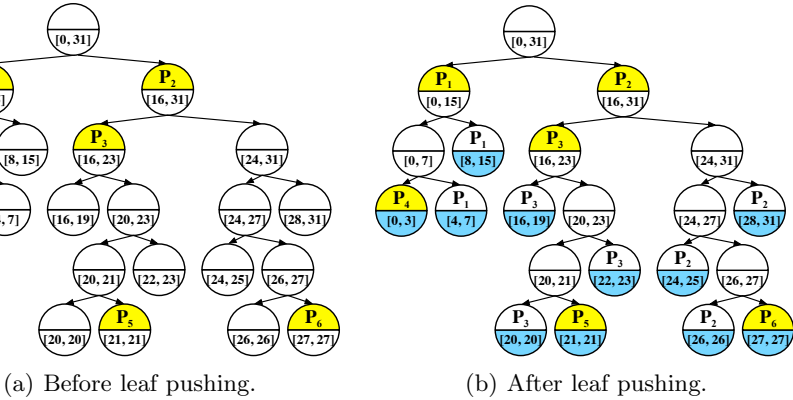 [0, 31]
P2
[16, 31]
[8, 15]
P3
[16, 23]
[24, 31]
, 7]
[16, 19]
[20, 23]
[24, 27]
[28, 31]
[20, 21]
[22, 23]
[24, 25]
[26, 27]
[20, 20]
P5
[21, 21]
[26, 26]
P6
[27, 27]
(a) Before leaf pushing.
[0, 31]
P1
[0, 15]
P2
[16, 31]
[0, 7]
P1
[8, 15]
P3
[16, 23]
[24, 31]
P4
[0, 3]
P1
[4, 7]
P3
[16, 19]
[20, 23]
[24, 27]
P2
[28, 31]
[20, 21]
P3
[22, 23]
P2
[24, 25]
[26, 27]
P3
[20, 20]
P5
[21, 21]
P2
[26, 26]
P6
[27, 27]
(b) After leaf pushing.